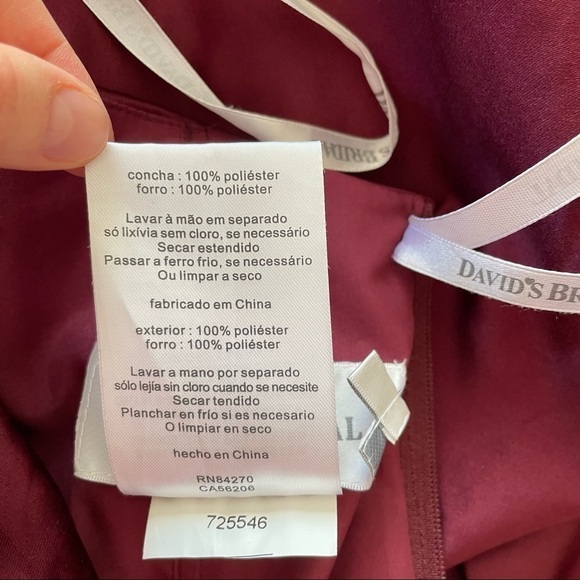 concha : 100% poliéster
forro : 100% poliéster
Lavar à mão em separado
só lixívia sem cloro, se necessário
Secar estendido
Passar a ferro frio, se necessário
Ou limpar a seco
fabricado em China
exterior : 100% poliéster
forro : 100% poliéster
Lavar a mano por separado
sólo lejía sin cloro cuando se necesite
Secar tendido
Planchar en frío si es necesario
O limpiar en seco
hecho en China
RN84270
CA56206
725546
DAVID'S BR
'S BRIDAL
DAL
AL